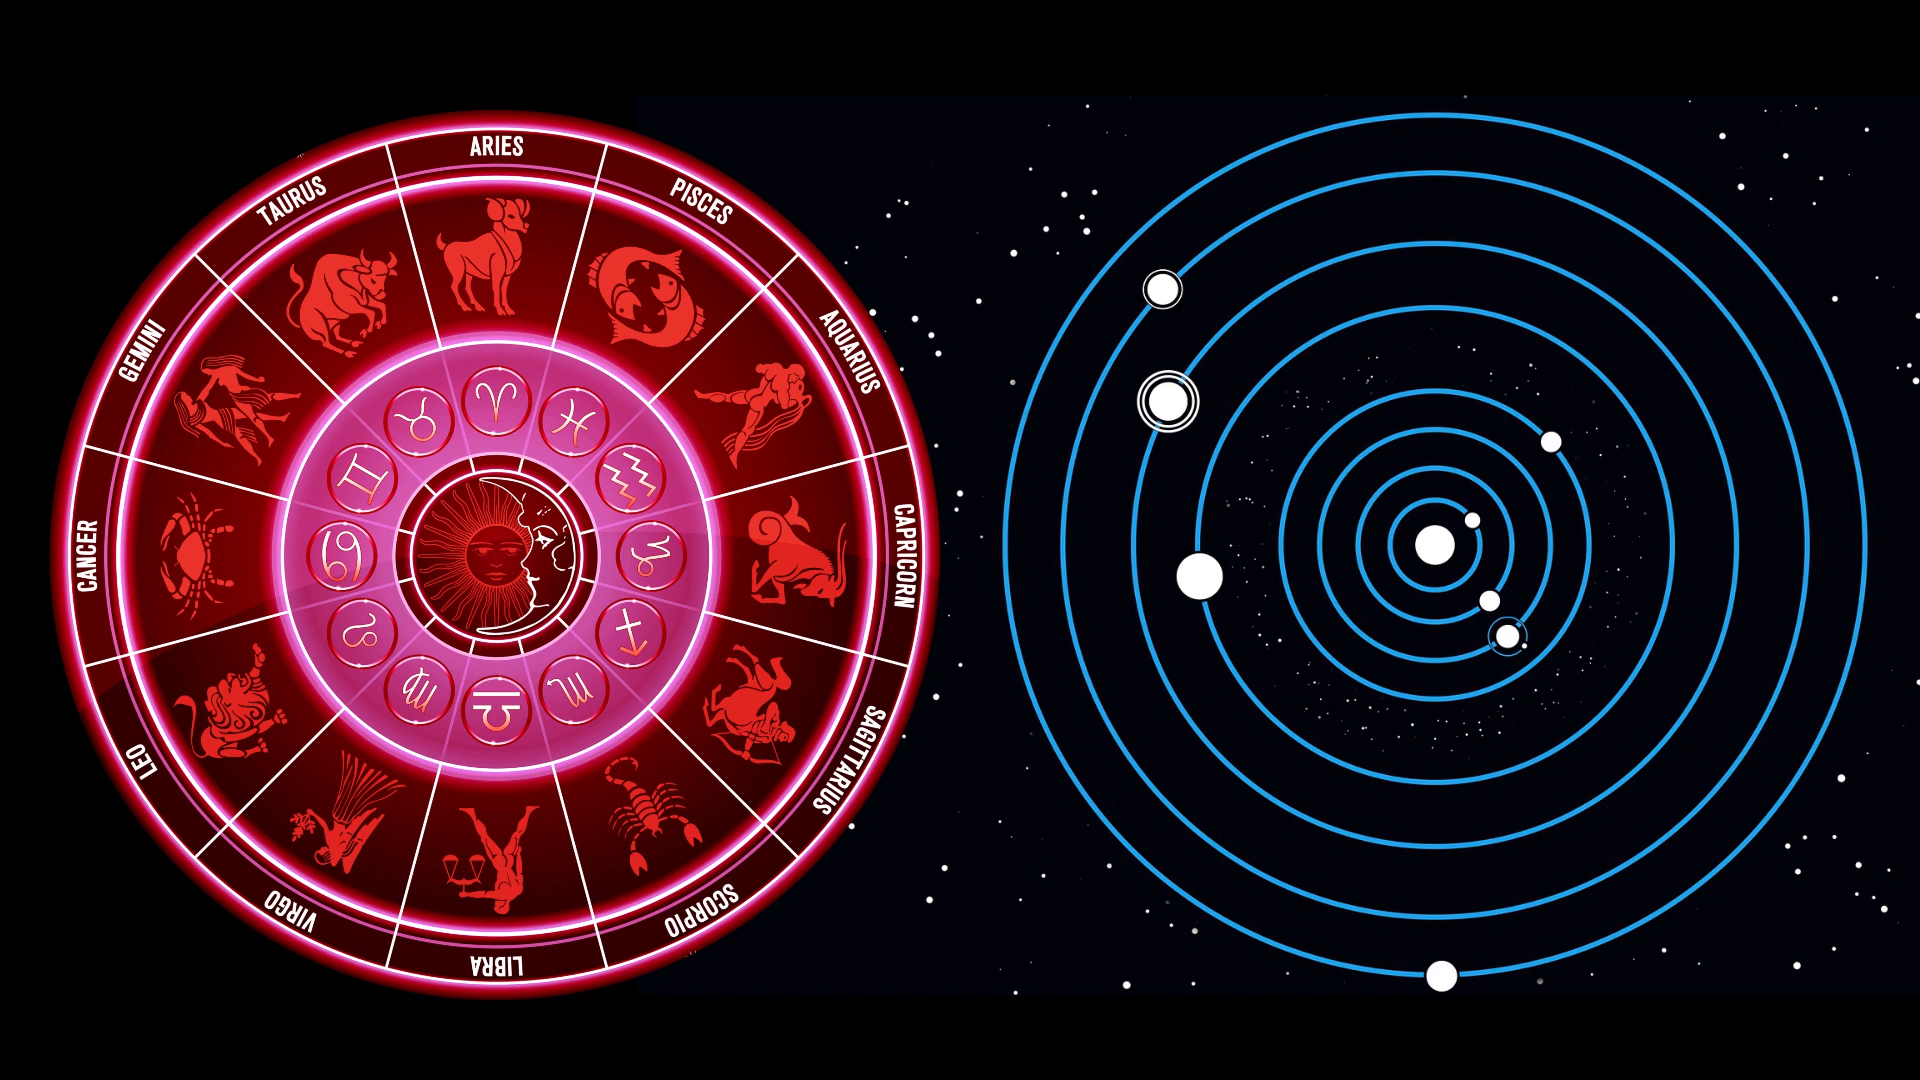 ARIES
PISCES
AQUARIUS
CAPRICORN
SAGITTARIUS
SCORPIO
LIBRA
VIRGO
LEO
CANCER
GEMINI
TAURUS